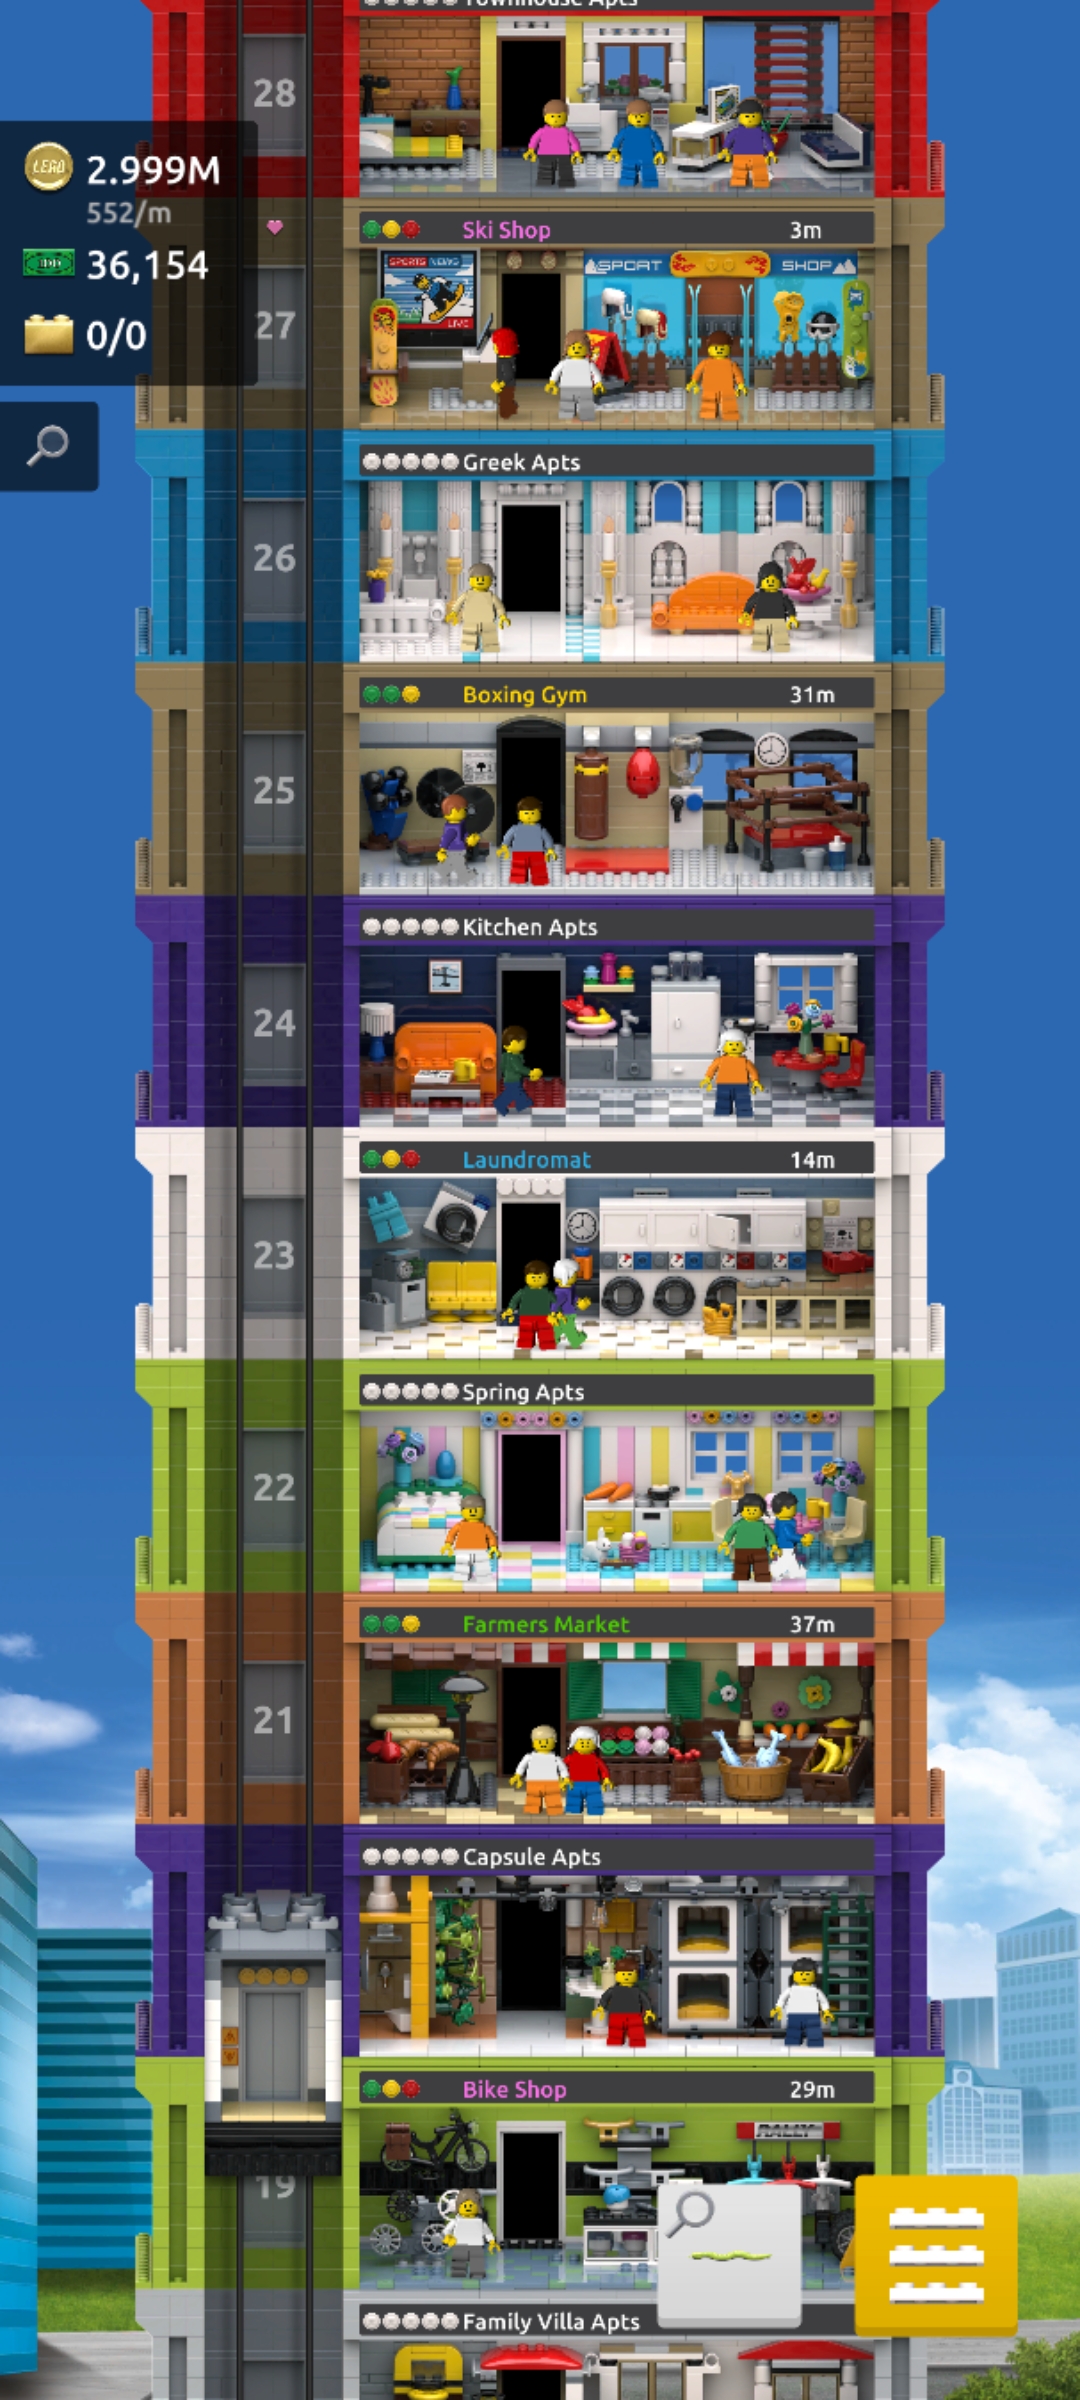 Townhouse Apts
28
LEGO
2.999M
552/m
36,154
0/0
Ski Shop 3m
27
SPORTS NEWS
LIVE
SPORT SHOP
Greek Apts
26
Boxing Gym 31m
25
Kitchen Apts
24
Laundromat 14m
23
Spring Apts
22
Farmers Market 37m
21
Capsule Apts
Bike Shop 29m
RALLY
19
Family Villa Apts